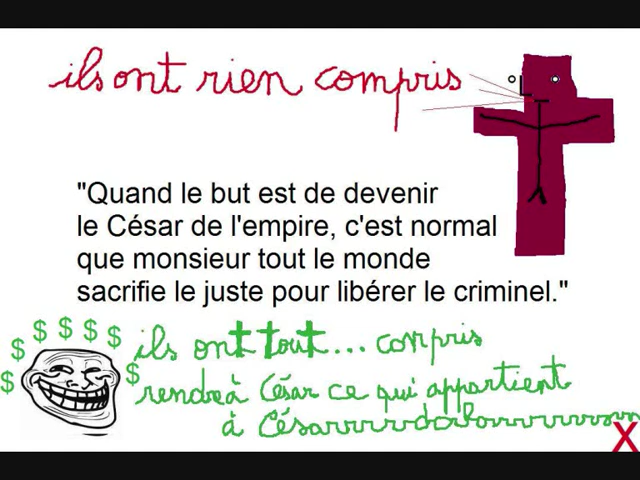 ils ont rien compris
"Quand le but est de devenir
le César de l'empire, c'est normal
que monsieur tout le monde
sacrifie le juste pour libérer le criminel."
$ $ $ $ $ $ $ $
ils ont tout... compris
rendre à César ce qui appartient
à Césarrrrrdorlorrrrrrrrorrr
X